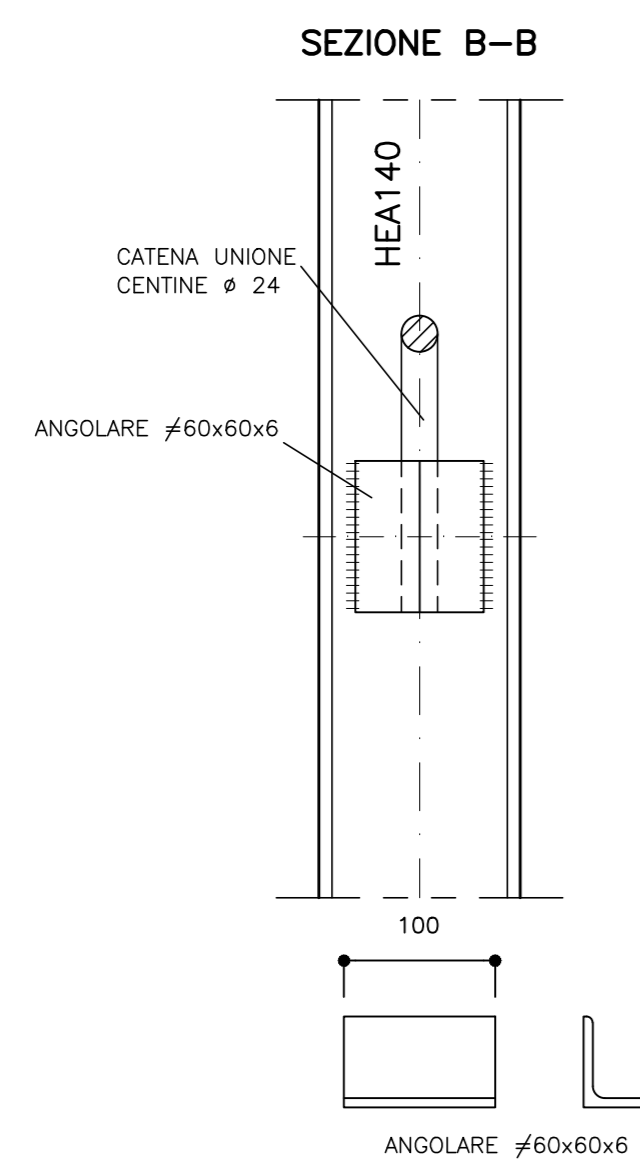 SEZIONE B–B
HEA140
CATENA UNIONE
CENTINE ø 24
ANGOLARE ≠60x60x6
100
ANGOLARE ≠60x60x6